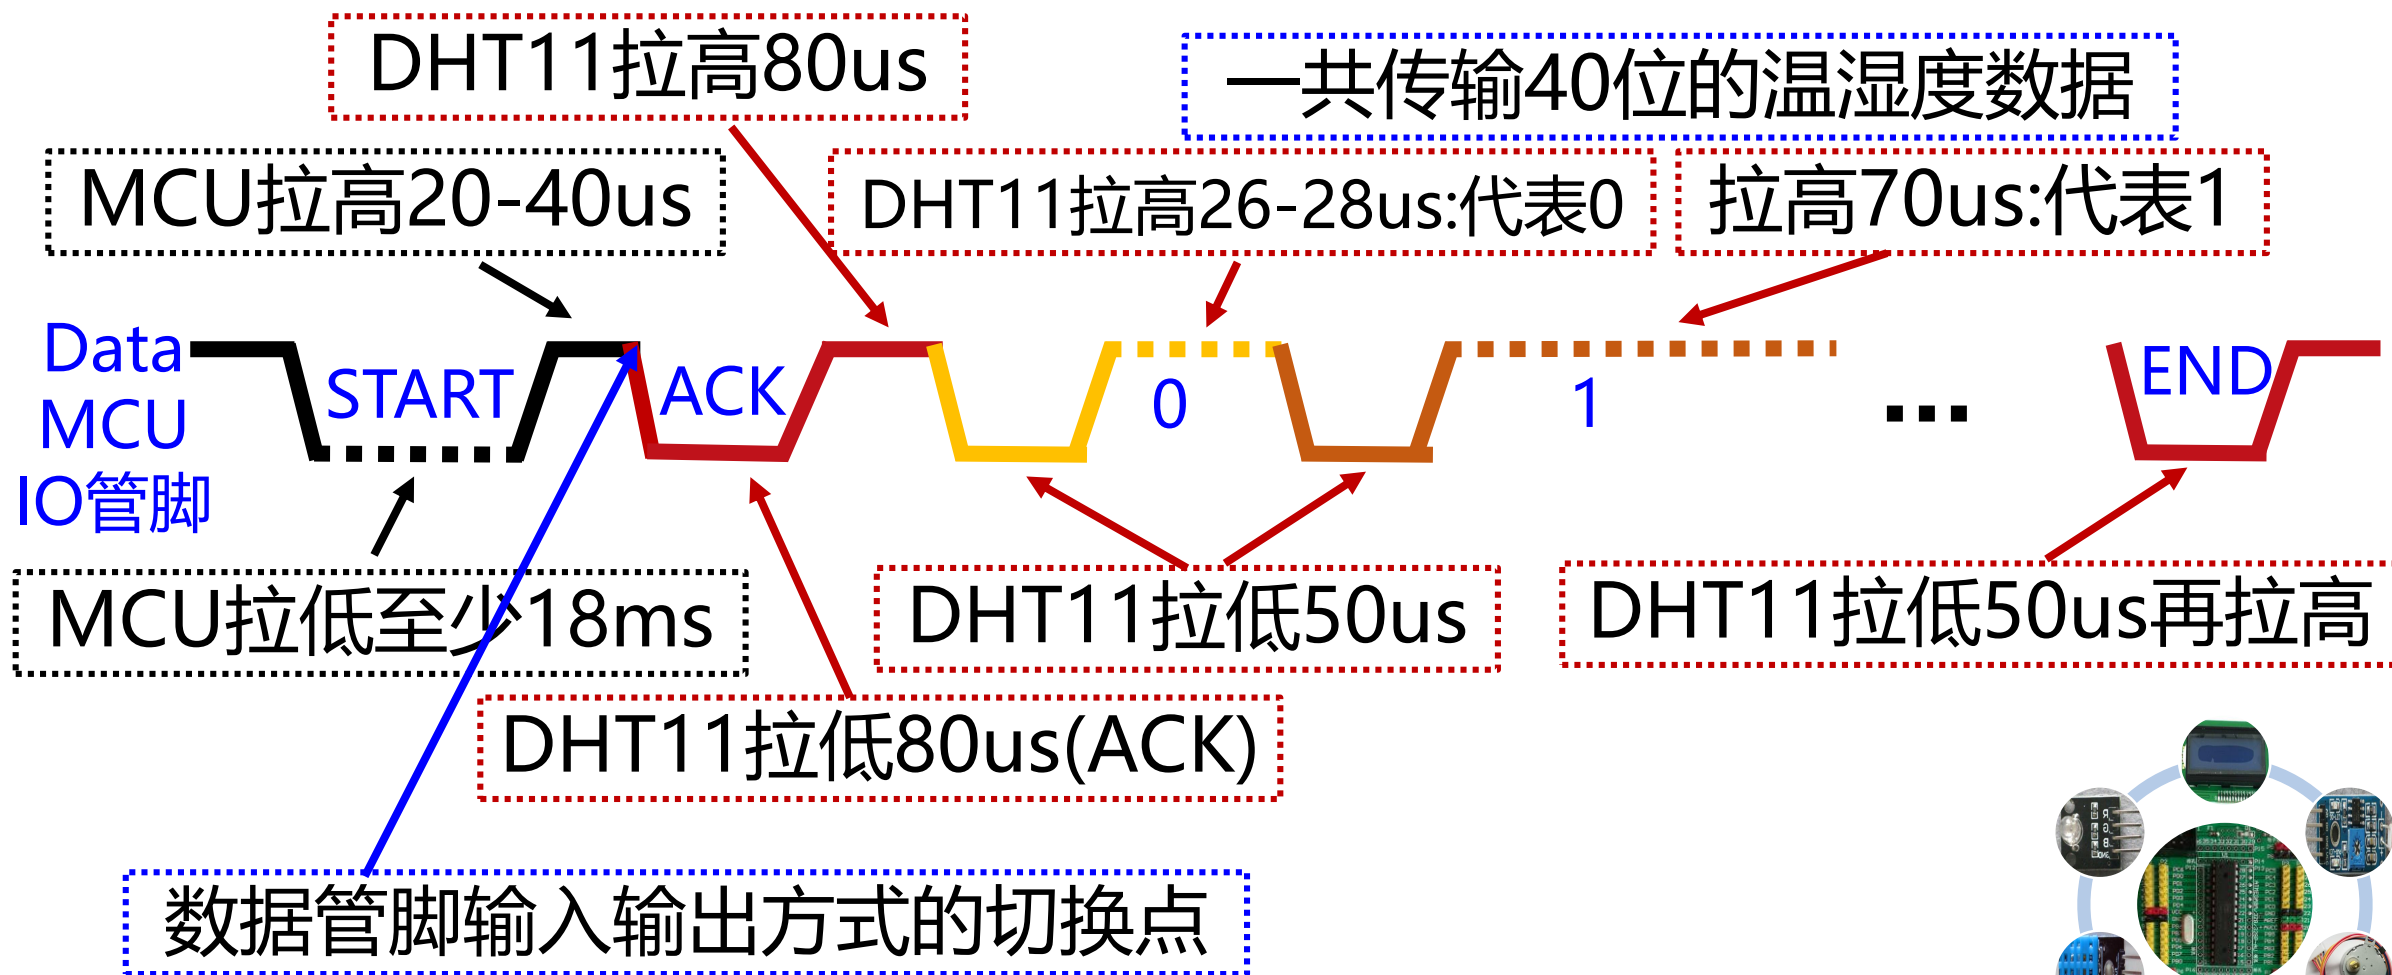 DHT11拉高80us
一共传输40位的温湿度数据
MCU拉高20-40us
DHT11拉高26-28us:代表0
拉高70us:代表1
Data
MCU
IO管脚
START
ACK
0
1
...
END
MCU拉低至少18ms
DHT11拉低50us
DHT11拉低50us再拉高
DHT11拉低80us(ACK)
数据管脚输入输出方式的切换点